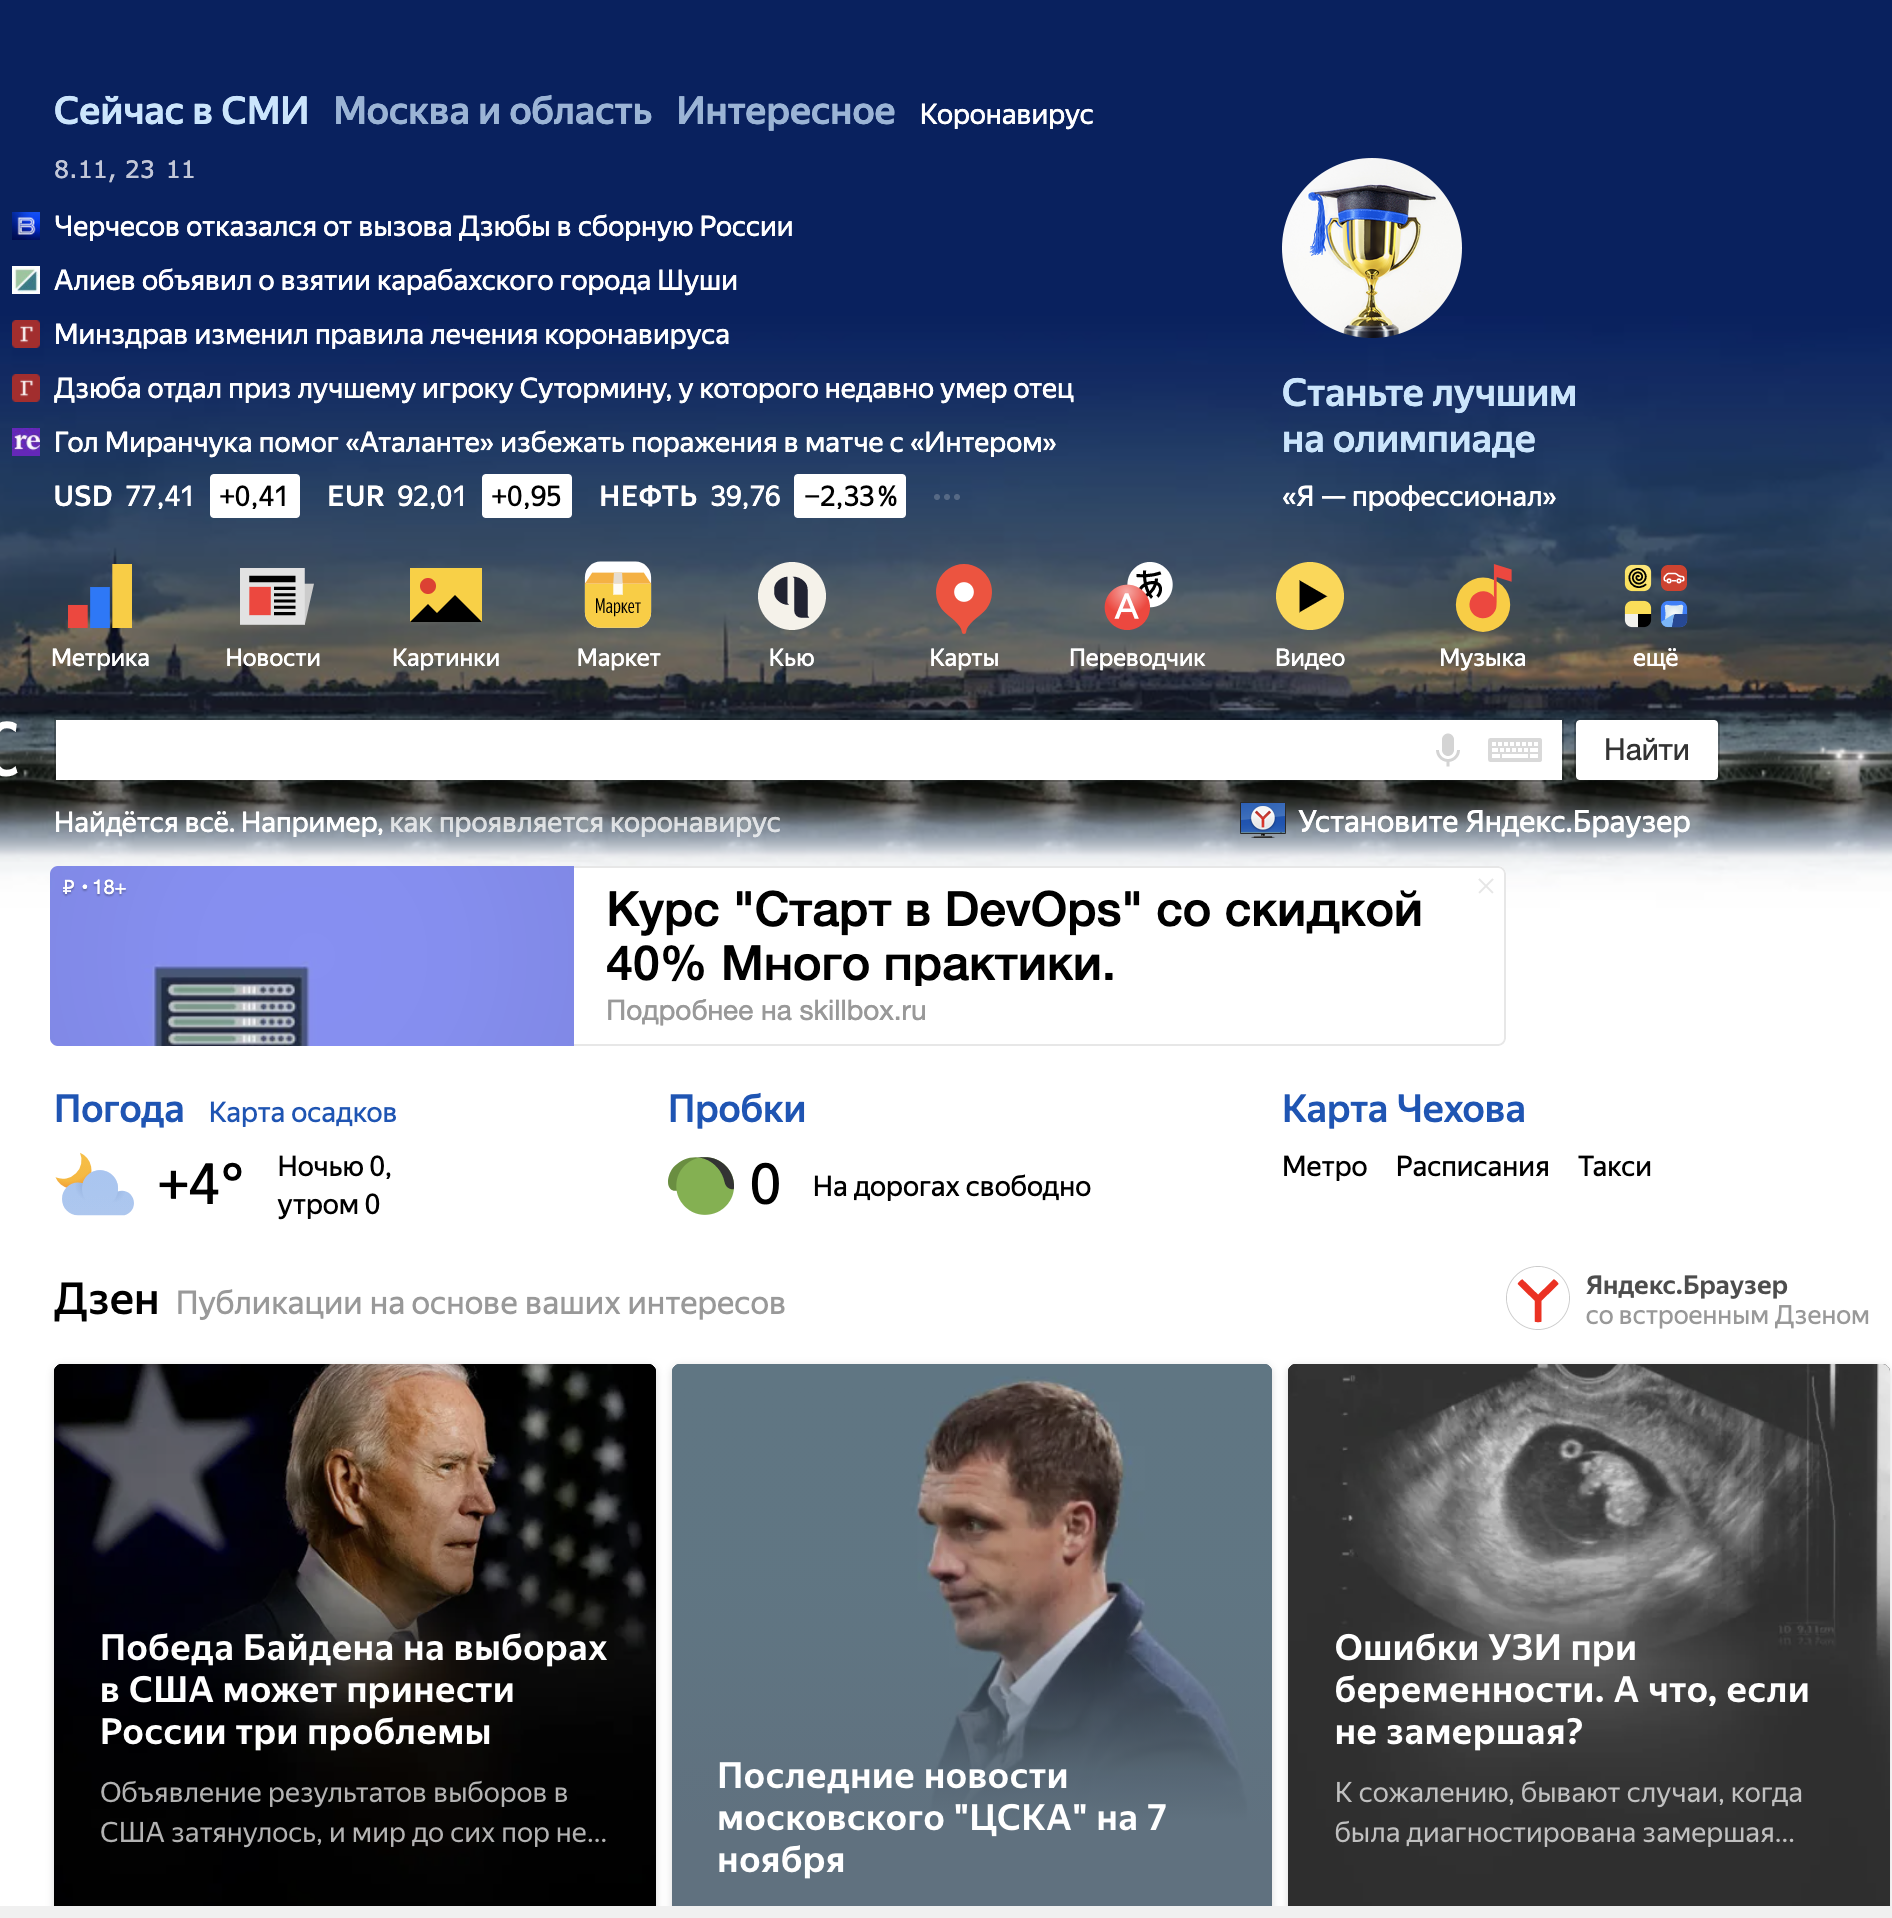 Сейчас в СМИ Москва и область Интересное Коронавирус
8.11, 23 11
В Черчесов отказался от вызова Дзюбы в сборную России
Алиев объявил о взятии карабахского города Шуши
Г Минздрав изменил правила лечения коронавируса
Г Дзюба отдал приз лучшему игроку Сутормину, у которого недавно умер отец
re Гол Миранчука помог «Аталанте» избежать поражения в матче с «Интером»
USD 77,41 +0,41 EUR 92,01 +0,95 НЕФТЬ 39,76 −2,33% ...
Станьте лучшим
на олимпиаде
«Я — профессионал»
Маркет
A あ
Метрика Новости Картинки Маркет Кью Карты Переводчик Видео Музыка ещё
С
Найти
Найдётся всё. Например, как проявляется коронавирус
Установите Яндекс.Браузер
₽ • 18+
Курс "Старт в DevOps" со скидкой
40% Много практики.
Подробнее на skillbox.ru
Погода Карта осадков
+4° Ночью 0,
утром 0
Пробки
0 На дорогах свободно
Карта Чехова
Метро Расписания Такси
Дзен Публикации на основе ваших интересов
Яндекс.Браузер
со встроенным Дзеном
Победа Байдена на выборах
в США может принести
России три проблемы
Объявление результатов выборов в
США затянулось, и мир до сих пор не...
Последние новости
московского "ЦСКА" на 7
ноября
Ошибки УЗИ при
беременности. А что, если
не замершая?
К сожалению, бывают случаи, когда
была диагностирована замершая...